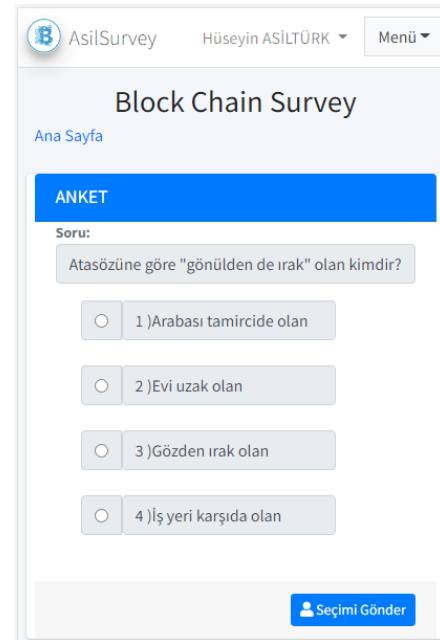 AsilSurvey Hüseyin ASİLTÜRK Menü
Block Chain Survey
Ana Sayfa
ANKET
Soru:
Atasözüne göre "gönülden de ırak" olan kimdir?
1 )Arabası tamircide olan
2 )Evi uzak olan
3 )Gözden ırak olan
4 )İş yeri karşıda olan
Seçimi Gönder